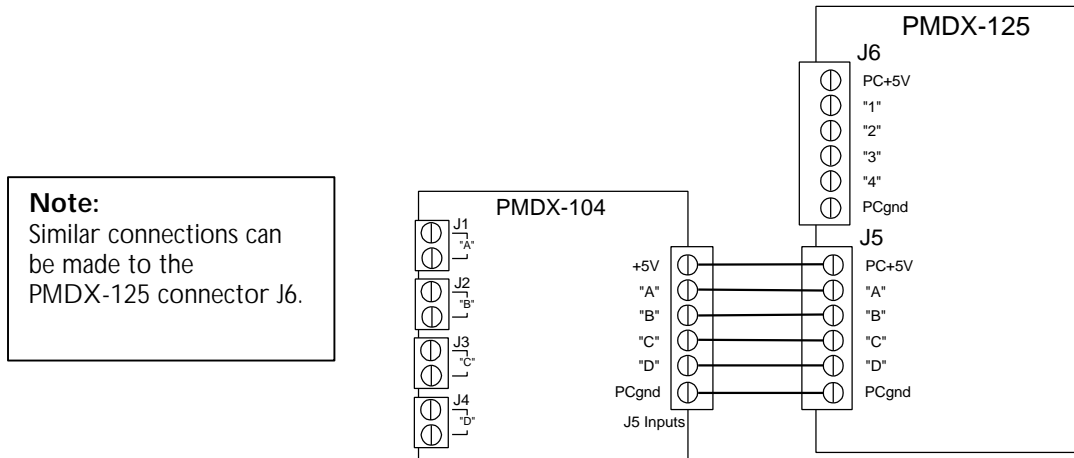 PMDX-125
J6
PC+5V
"1"
"2"
"3"
"4"
PCgnd
Note:
Similar connections can
be made to the
PMDX-125 connector J6.
PMDX-104
J1
"A"
J2
"B"
J3
"C"
J4
"D"
+5V
"A"
"B"
"C"
"D"
PCgnd
J5 Inputs
J5
PC+5V
"A"
"B"
"C"
"D"
PCgnd